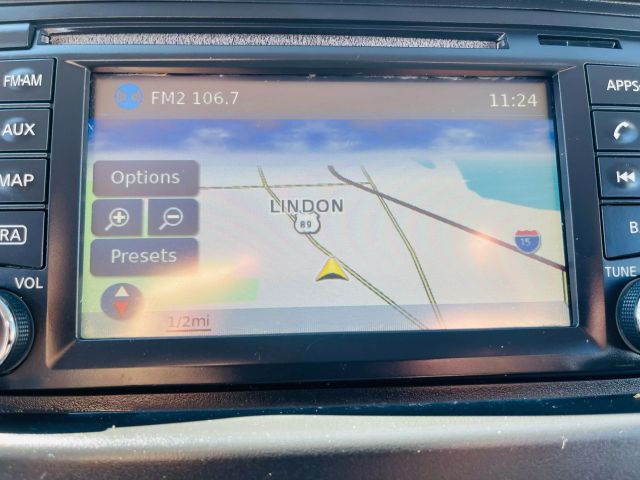 FM·AM
AUX
MAP
RA
VOL
FM2 106.7
11:24
Options
Presets
LINDON
89
15
1/2mi
APPS
B
TUNE